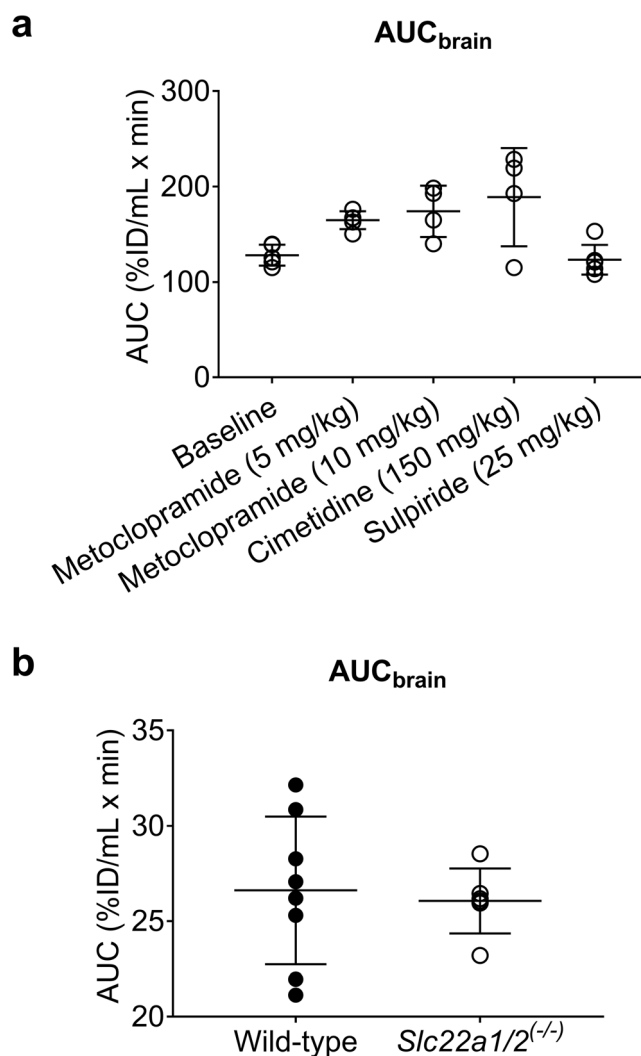 a
AUCbrain
AUC (%ID/mL x min)
300
200
100
0
Baseline
Metoclopramide (5 mg/kg)
Metoclopramide (10 mg/kg)
Cimetidine (150 mg/kg)
Sulpiride (25 mg/kg)
b
AUCbrain
AUC (%ID/mL x min)
35
30
25
20
Wild-type
Slc22a1/2(-/-)